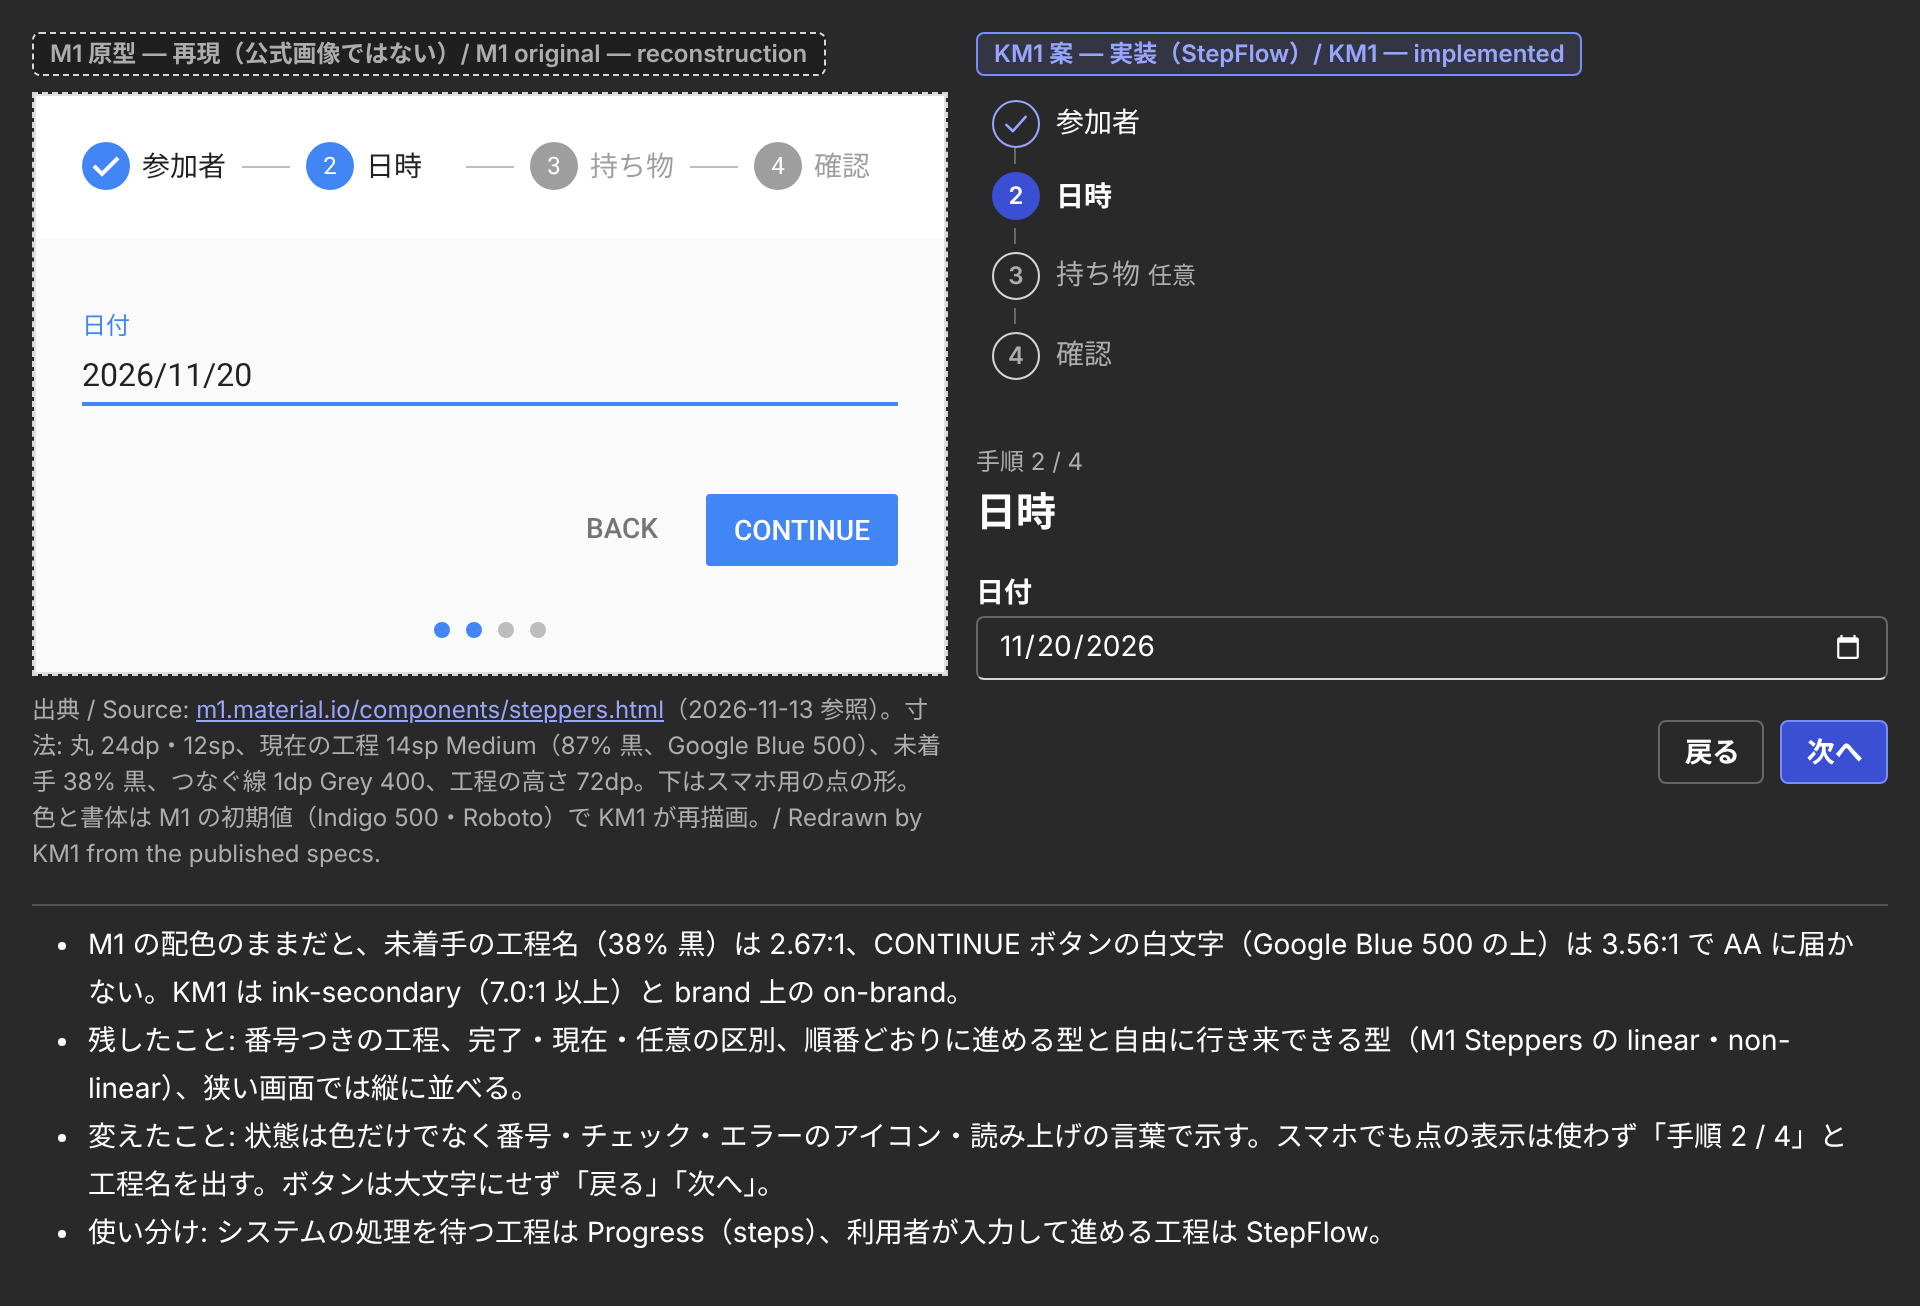 M1 原型 — 再現（公式画像ではない）/ M1 original — reconstruction
参加者
2 日時
3 持ち物
4 確認
日付
2026/11/20
BACK CONTINUE
出典 / Source: m1.material.io/components/steppers.html（2026-11-13 参照）。寸
法: 丸 24dp・12sp、現在の工程 14sp Medium（87% 黒、Google Blue 500）、未着
手 38% 黒、つなぐ線 1dp Grey 400、工程の高さ 72dp。下はスマホ用の点の形。
色と書体は M1 の初期値（Indigo 500・Roboto）で KM1 が再描画。/ Redrawn by
KM1 from the published specs.
KM1 案 — 実装（StepFlow）/ KM1 — implemented
参加者
2 日時
3 持ち物 任意
4 確認
手順 2 / 4
日時
日付
11/20/2026
戻る 次へ
• M1 の配色のままだと、未着手の工程名（38% 黒）は 2.67:1、CONTINUE ボタンの白文字（Google Blue 500 の上）は 3.56:1 で AA に届か
ない。KM1 は ink-secondary（7.0:1 以上）と brand 上の on-brand。
• 残したこと: 番号つきの工程、完了・現在・任意の区別、順番どおりに進める型と自由に行き来できる型（M1 Steppers の linear・non-
linear）、狭い画面では縦に並べる。
• 変えたこと: 状態は色だけでなく番号・チェック・エラーのアイコン・読み上げの言葉で示す。スマホでも点の表示は使わず「手順 2 / 4」と
工程名を出す。ボタンは大文字にせず「戻る」「次へ」。
• 使い分け: システムの処理を待つ工程は Progress（steps）、利用者が入力して進める工程は StepFlow。